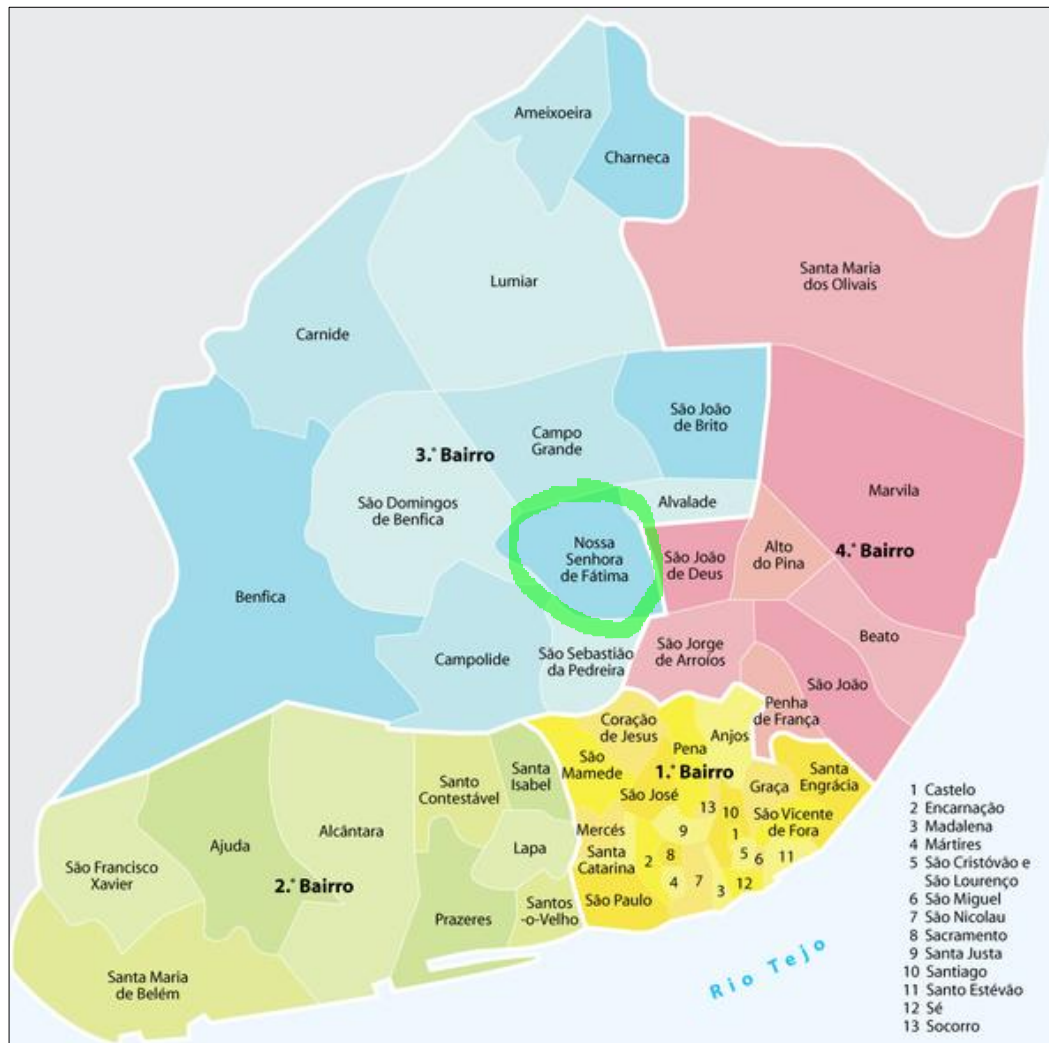 Ameixoeira
Charneca
Lumiar
Santa Maria
dos Olivais
Carnide
São João
de Brito
Campo
Grande
3.º Bairro
Marvila
São Domingos
de Benfica
Alvalade
Nossa
Senhora
de Fátima
São João
de Deus
Alto
do Pina
4.º Bairro
Benfica
Beato
Campolide
São Sebastião
da Pedreira
São Jorge
de Arroíos
São João
Penha
de França
Coração
de Jesus
Pena
Anjos
São
Mamede
1.º Bairro
Santa
Isabel
Santo
Contestável
São José
Graça
Santa
Engrácia
13
10
São Vicente
de Fora
Ajuda
Alcântara
Mercés
9
1
Lapa
Santa
Catarina
2
8
5
6
11
São Francisco
Xavier
2.º Bairro
4
7
3
12
São Paulo
Prazeres
Santos
-o-Velho
Santa Maria
de Belém
Rio Tejo
1 Castelo
2 Encarnação
3 Madalena
4 Mártires
5 São Cristóvão e
São Lourenço
6 São Miguel
7 São Nicolau
8 Sacramento
9 Santa Justa
10 Santiago
11 Santo Estévão
12 Sé
13 Socorro